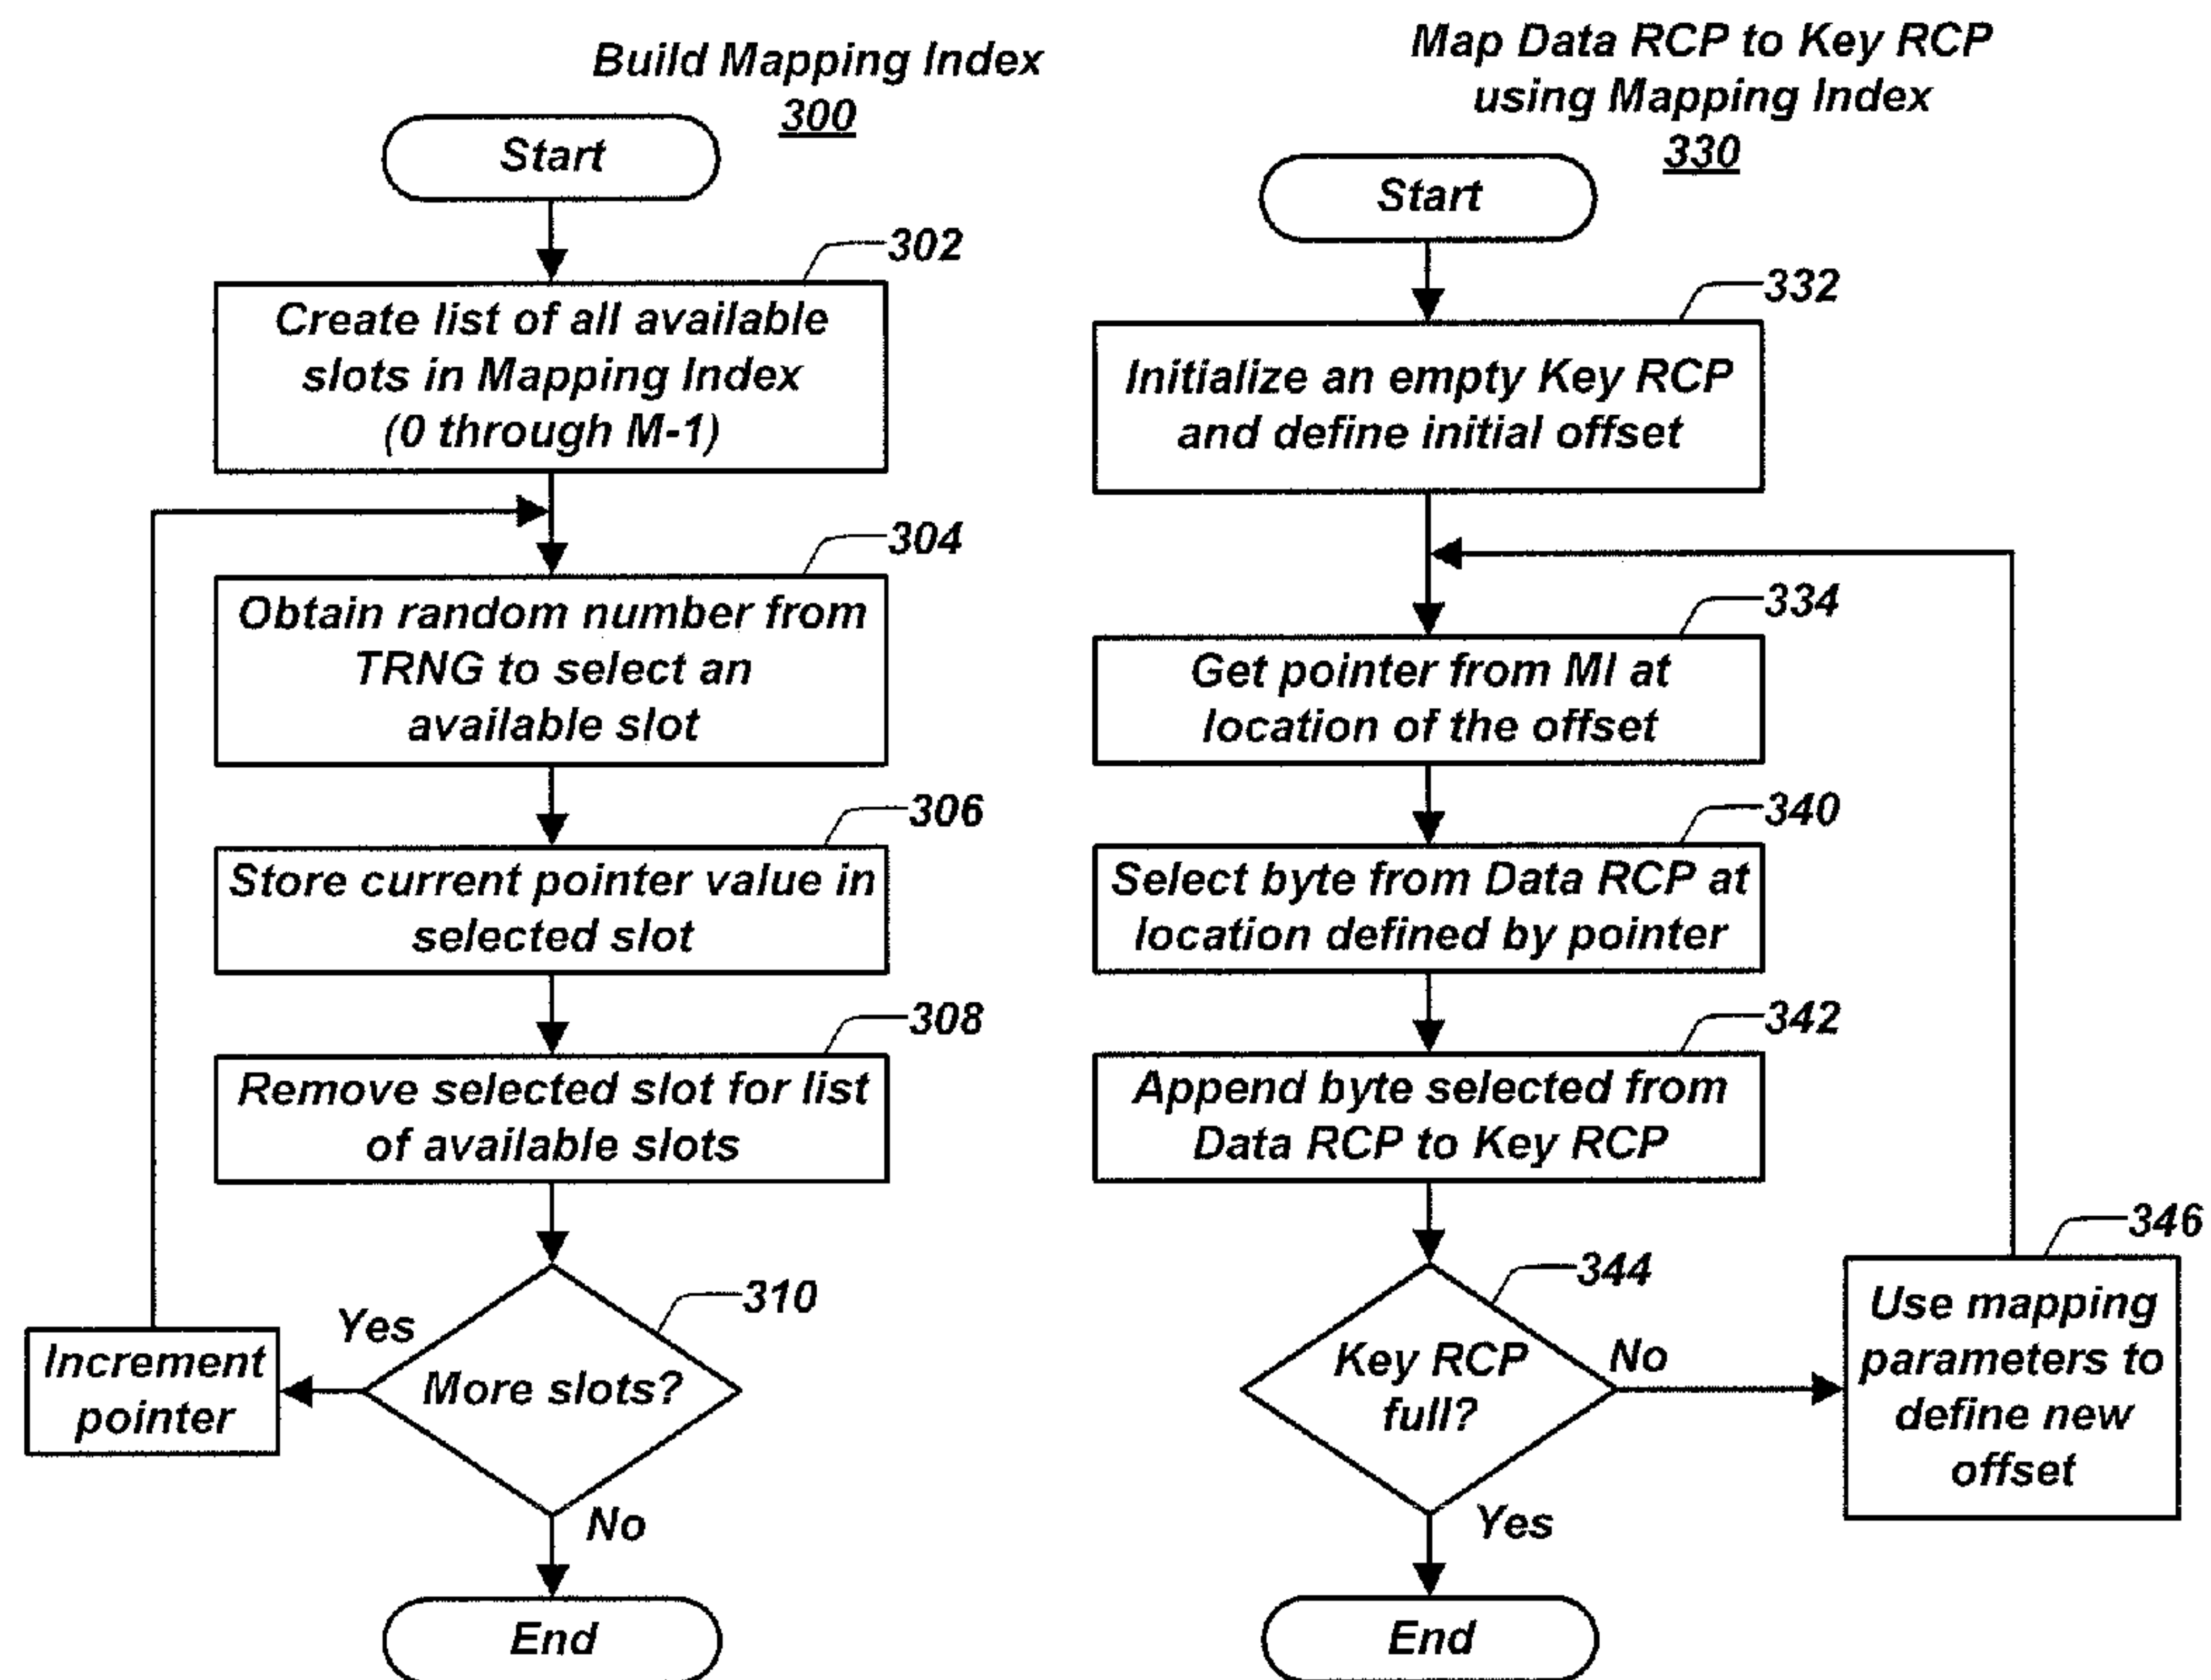 Build Mapping Index
300
Start
302
Create list of all available
slots in Mapping Index
(0 through M-1)
304
Obtain random number from
TRNG to select an
available slot
306
Store current pointer value in
selected slot
308
Remove selected slot for list
of available slots
310
More slots?
Yes
Increment
pointer
No
End
Map Data RCP to Key RCP
using Mapping Index
330
Start
332
Initialize an empty Key RCP
and define initial offset
334
Get pointer from MI at
location of the offset
340
Select byte from Data RCP at
location defined by pointer
342
Append byte selected from
Data RCP to Key RCP
344
Key RCP
full?
No
346
Use mapping
parameters to
define new
offset
Yes
End